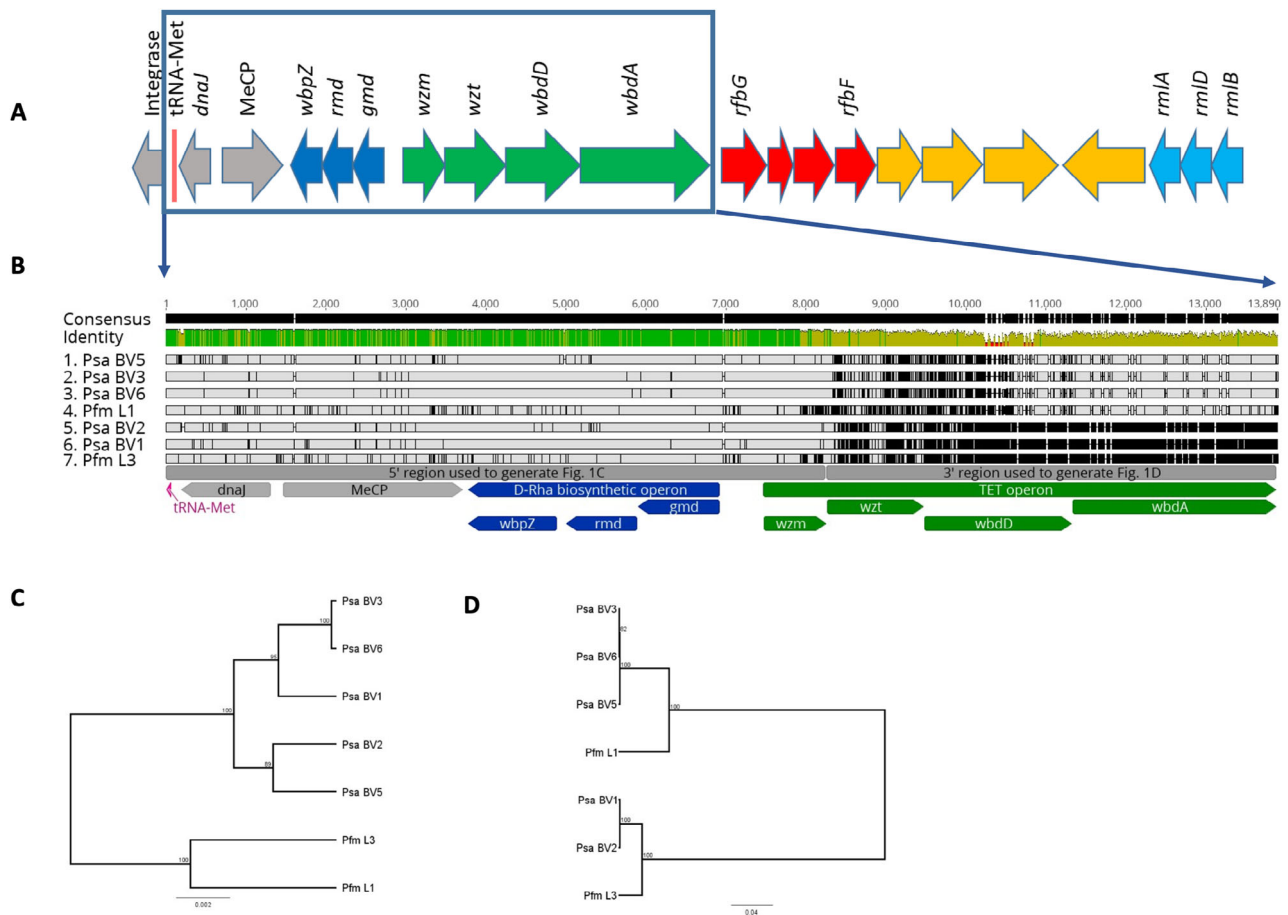 A
Integrase
tRNA-Met
dnaJ
MeCP
wbpZ
rmd
gmd
wzm
wzt
wbdD
wbdA
rfbG
rfbF
rmlA
rmlD
rmlB
B
1 1,000 2,000 3,000 4,000 5,000 6,000 7,000 8,000 9,000 10,000 11,000 12,000 13,000 13,890
Consensus
Identity
1. Psa BV5
2. Psa BV3
3. Psa BV6
4. Pfm L1
5. Psa BV2
6. Psa BV1
7. Pfm L3
5' region used to generate Fig. 1C 3' region used to generate Fig. 1D
dnaJ MeCP D-Rha biosynthetic operon TET operon
tRNA-Met gmd wzt wbdA
wbpZ rmd wzm wbdD
C
Psa BV3
100
Psa BV6
95
Psa BV1
100
Psa BV2
89
Psa BV5
Pfm L3
100
Pfm L1
0.002
D
Psa BV3
62
Psa BV6
100
Psa BV5
100
Pfm L1
Psa BV1
100
Psa BV2
100
Pfm L3
0.04